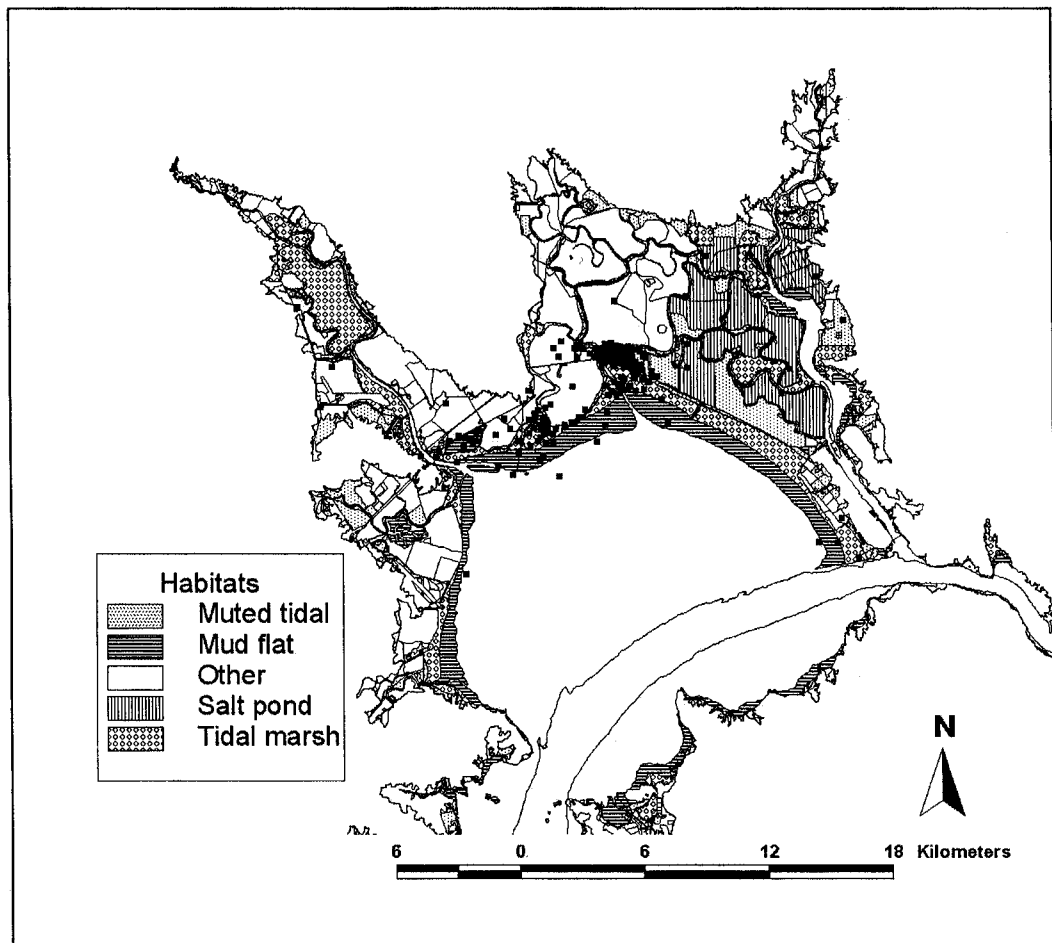 Habitats
Muted tidal
Mud flat
Other
Salt pond
Tidal marsh
N
6 0 6 12 18 Kilometers